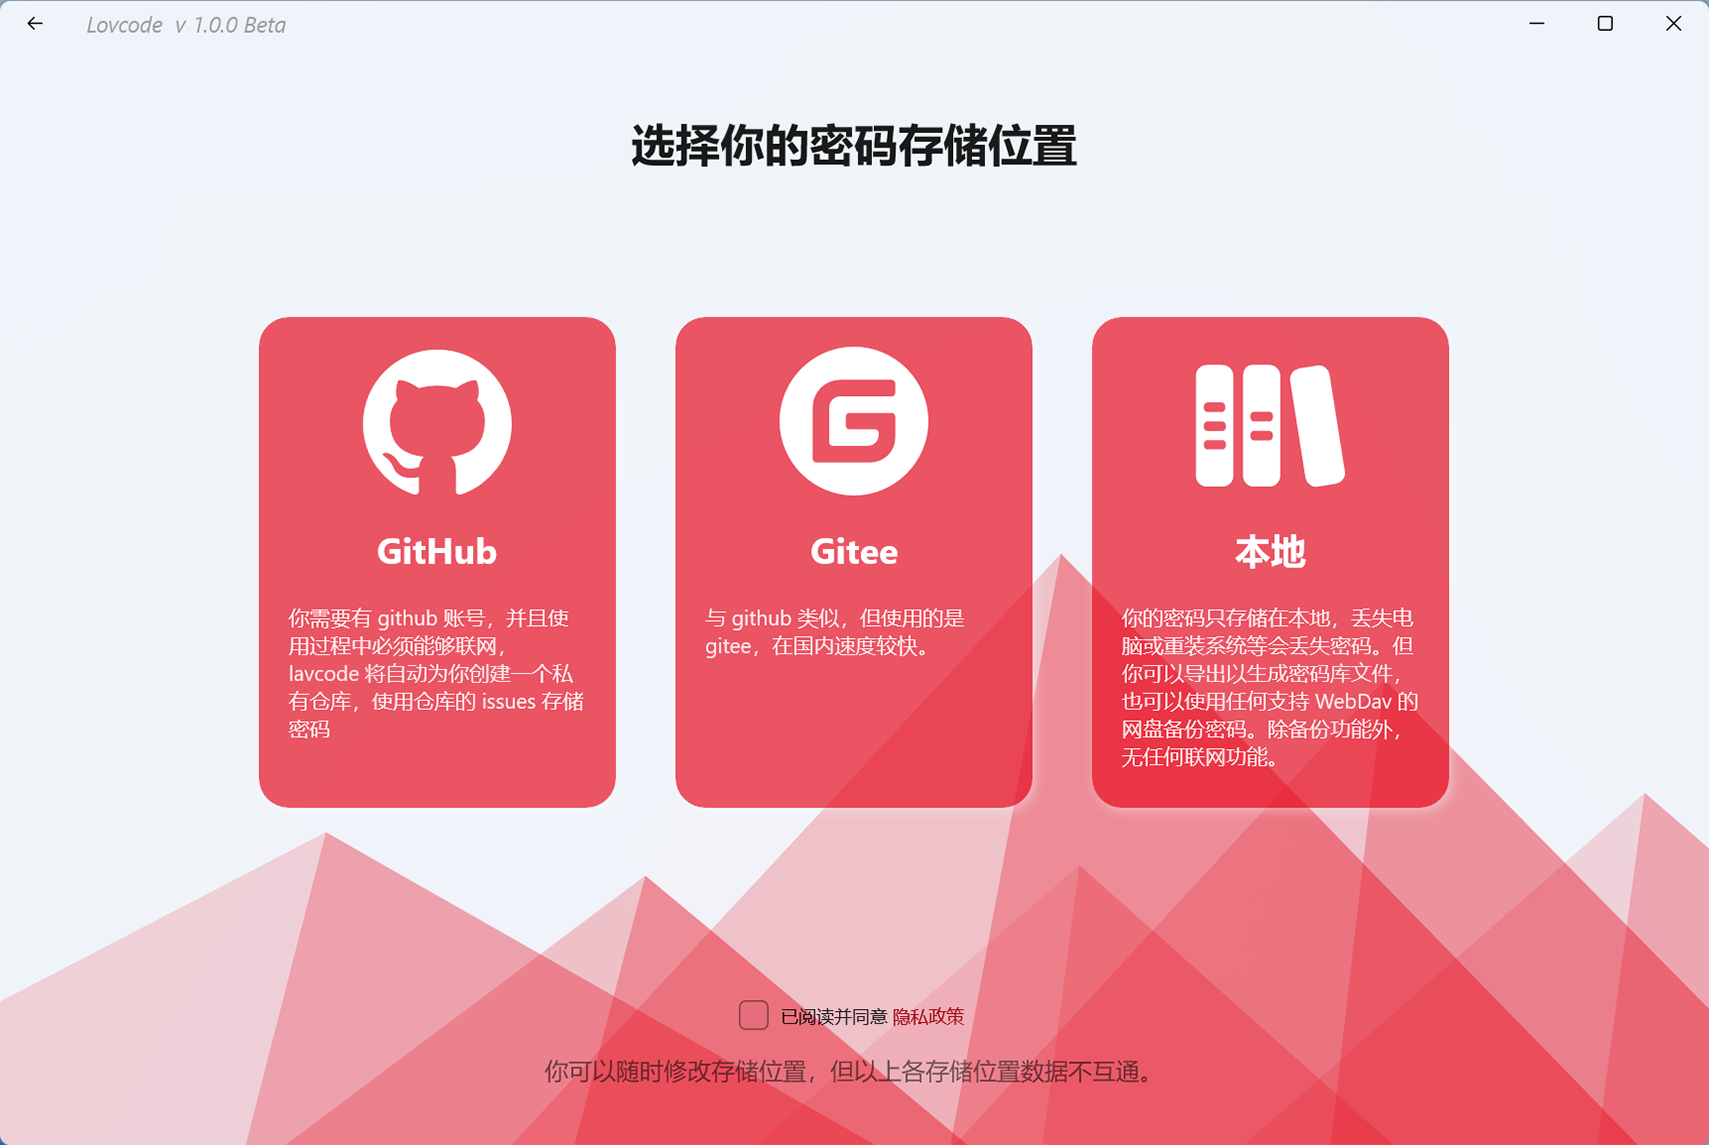 Lovcode v 1.0.0 Beta
选择你的密码存储位置
GitHub
你需要有 github 账号，并且使
用过程中必须能够联网，
lavcode 将自动为你创建一个私
有仓库，使用仓库的 issues 存储
密码
Gitee
与 github 类似，但使用的是
gitee，在国内速度较快。
本地
你的密码只存储在本地，丢失电
脑或重装系统等会丢失密码。但
你可以导出以生成密码库文件，
也可以使用任何支持 WebDav 的
网盘备份密码。除备份功能外，
无任何联网功能。
已阅读并同意 隐私政策
你可以随时修改存储位置，但以上各存储位置数据不互通。